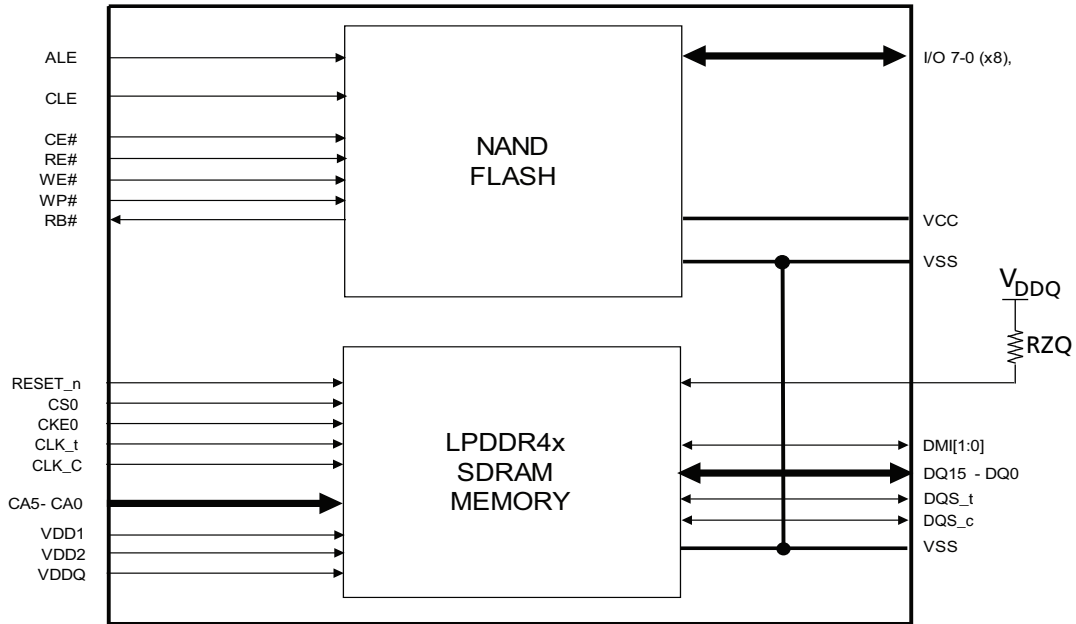 ALE
CLE
CE#
RE#
WE#
WP#
RB#
NAND
FLASH
I/O 7-0 (x8),
VCC
VSS
VDDQ
RZQ
RESET_n
CS0
CKE0
CLK_t
CLK_C
CA5- CA0
VDD1
VDD2
VDDQ
LPDDR4x
SDRAM
MEMORY
DMI[1:0]
DQ15 - DQ0
DQS_t
DQS_c
VSS